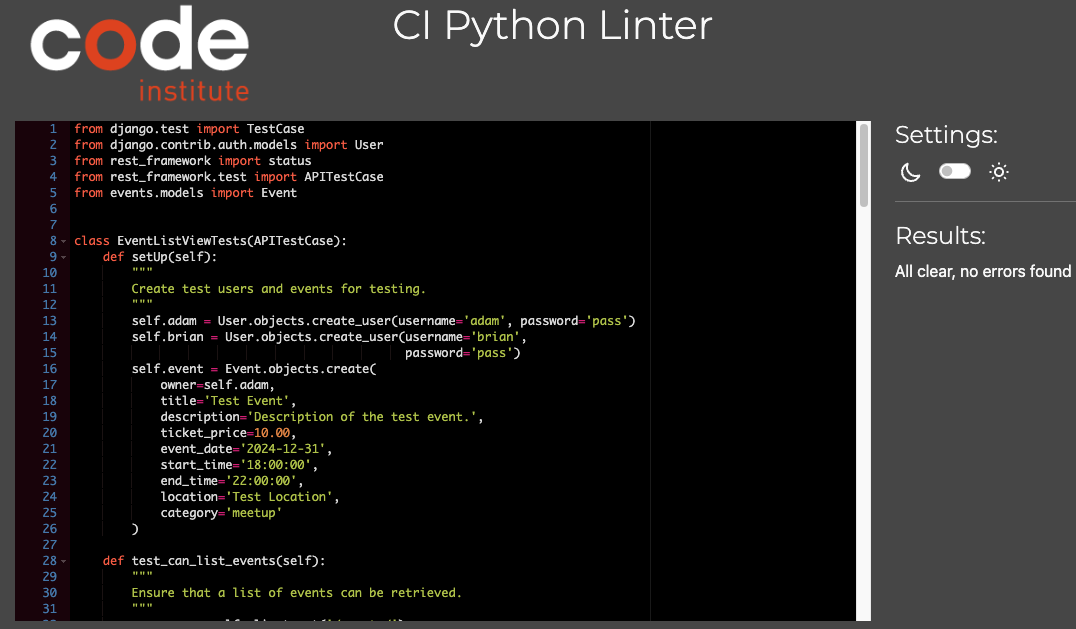 code
institute
CI Python Linter
1 from django.test import TestCase
2 from django.contrib.auth.models import User
3 from rest_framework import status
4 from rest_framework.test import APITestCase
5 from events.models import Event
6
7
8 class EventListViewTests(APITestCase):
9     def setUp(self):
10         """
11         Create test users and events for testing.
12         """
13         self.adam = User.objects.create_user(username='adam', password='pass')
14         self.brian = User.objects.create_user(username='brian',
15                                               password='pass')
16         self.event = Event.objects.create(
17             owner=self.adam,
18             title='Test Event',
19             description='Description of the test event.',
20             ticket_price=10.00,
21             event_date='2024-12-31',
22             start_time='18:00:00',
23             end_time='22:00:00',
24             location='Test Location',
25             category='meetup'
26         )
27
28     def test_can_list_events(self):
29         """
30         Ensure that a list of events can be retrieved.
31         """
Settings:
Results:
All clear, no errors found